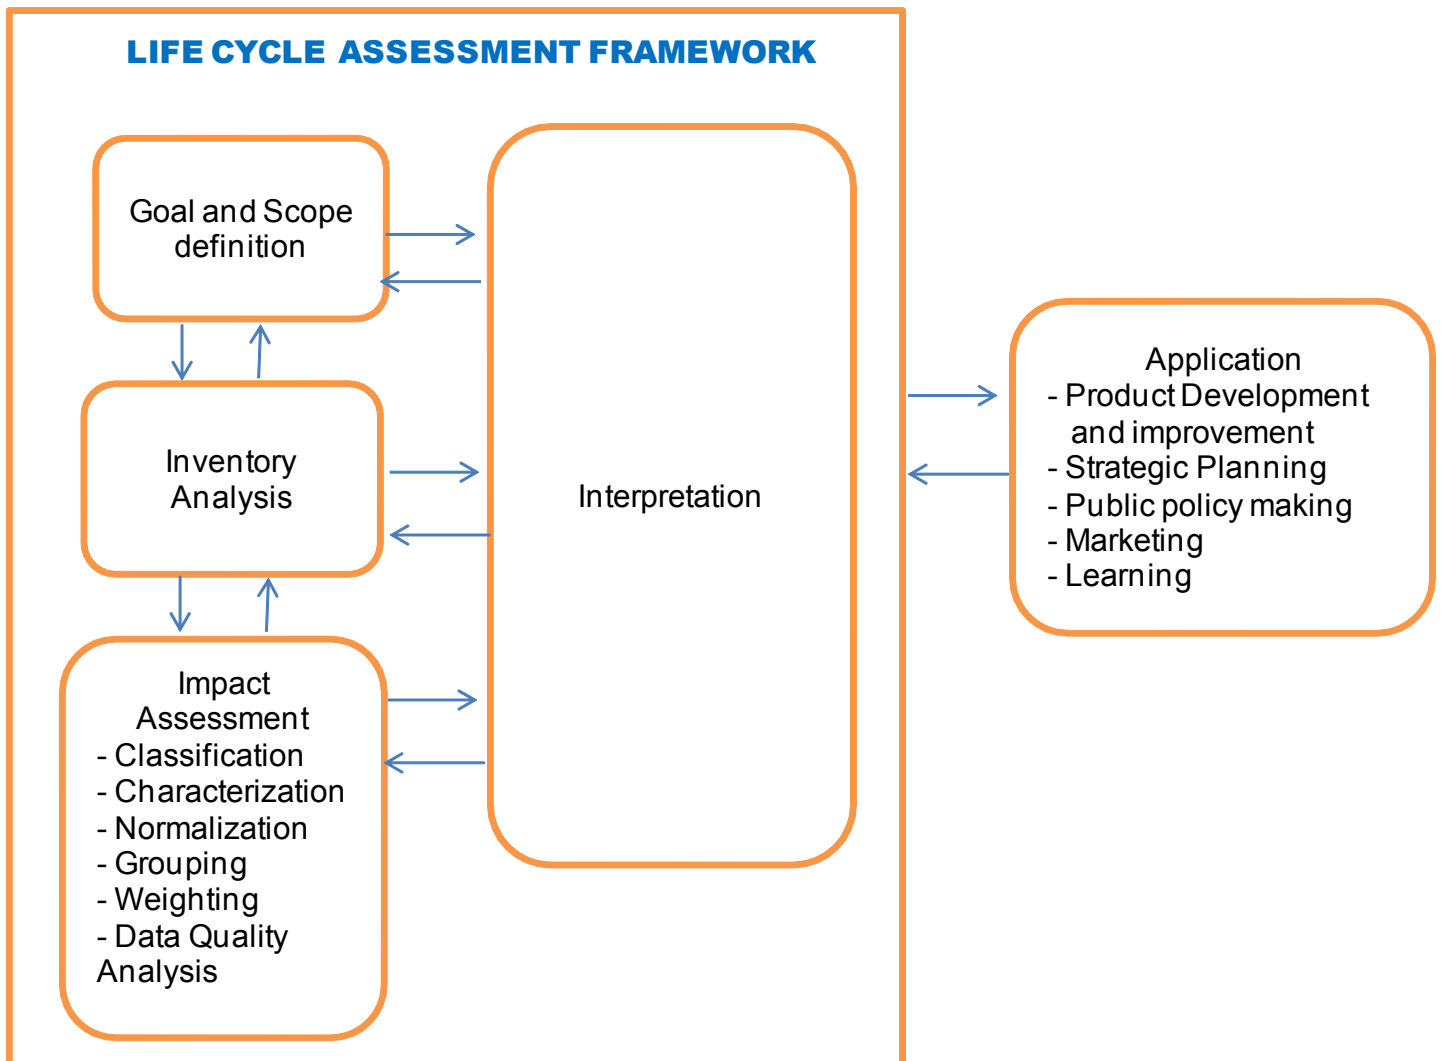 LIFE CYCLE ASSESSMENT FRAMEWORK
Goal and Scope
definition
Inventory
Analysis
Impact
Assessment
- Classification
- Characterization
- Normalization
- Grouping
- Weighting
- Data Quality
Analysis
Interpretation
Application
- Product Development
and improvement
- Strategic Planning
- Public policy making
- Marketing
- Learning